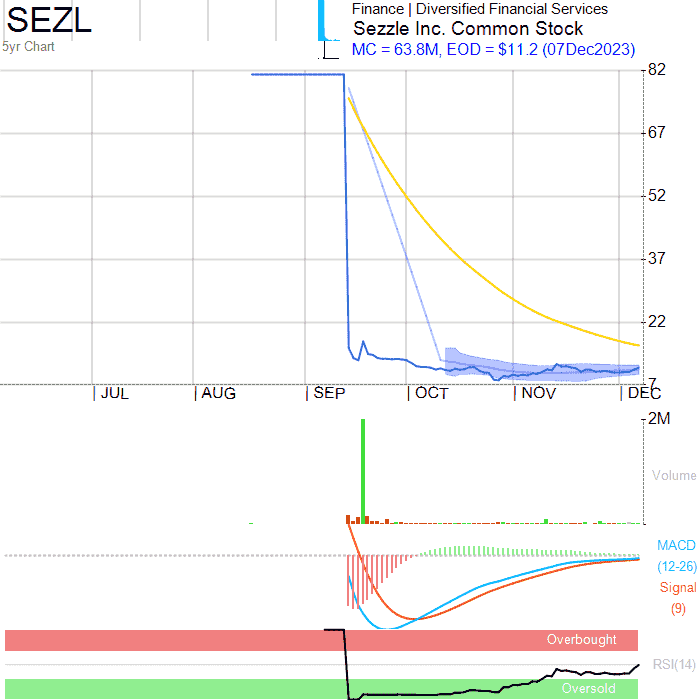 SEZL
5yr Chart
Finance | Diversified Financial Services
Sezzle Inc. Common Stock
MC = 63.8M, EOD = $11.2 (07Dec2023)
82
67
52
37
22
7
JUL AUG SEP OCT NOV DEC
2M
Volume
MACD
(12-26)
Signal
(9)
Overbought
RSI(14)
Oversold